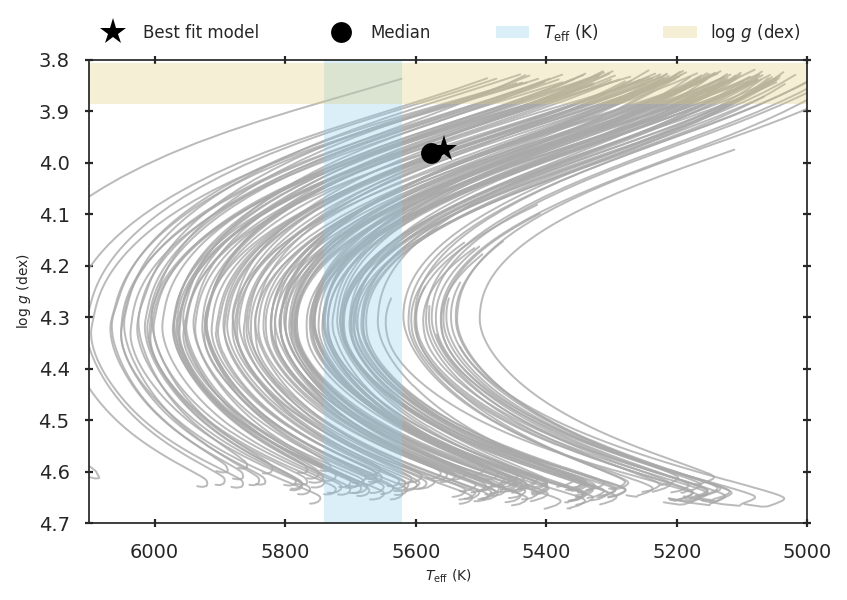 Best fit model Median T_eff (K) log g (dex)
3.8
3.9
4.0
4.1
4.2
4.3
4.4
4.5
4.6
4.7
log g (dex)
6000 5800 5600 5400 5200 5000
T_eff (K)